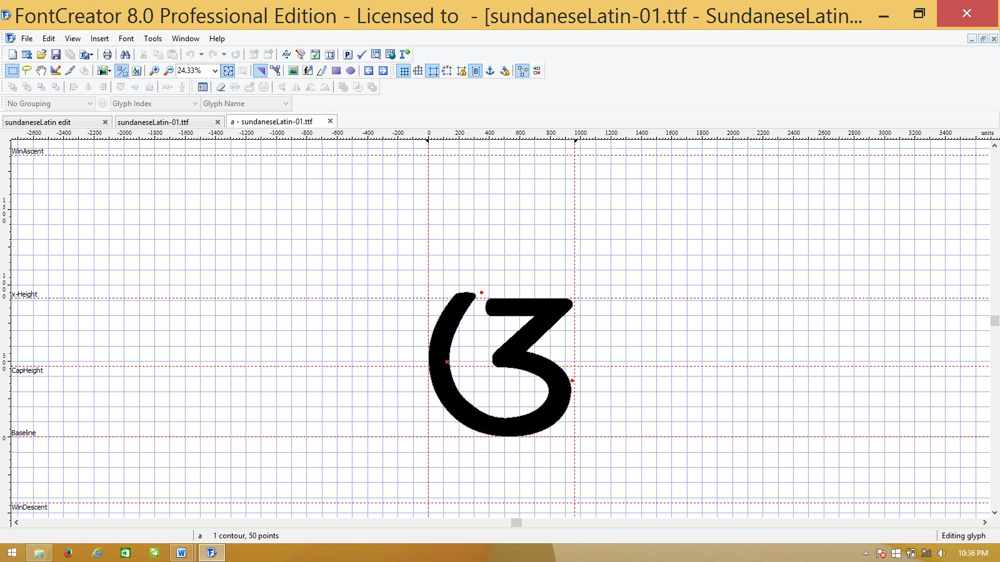 FontCreator 8.0 Professional Edition - Licensed to - [sundaneseLatin-01.ttf - SundaneseLatin...
File Edit View Insert Font Tools Window Help
24.33%
No Grouping Glyph Index Glyph Name
sundaneseLatin edit sundaneseLatin-01.ttf a - sundaneseLatin-01.ttf
-2600 -2400 -2200 -2000 -1800 -1600 -1400 -1200 -1000 -800 -600 -400 -200 0 200 400 600 800 1000 1200 1400 1600 1800 2000 2200 2400 2600 2800 3000 3200 3400 units
WinAscent
1500
1000
x-Height
500
CapHeight
Baseline
0
WinDescent
a 1 contour, 50 points Editing glyph
10:36 PM